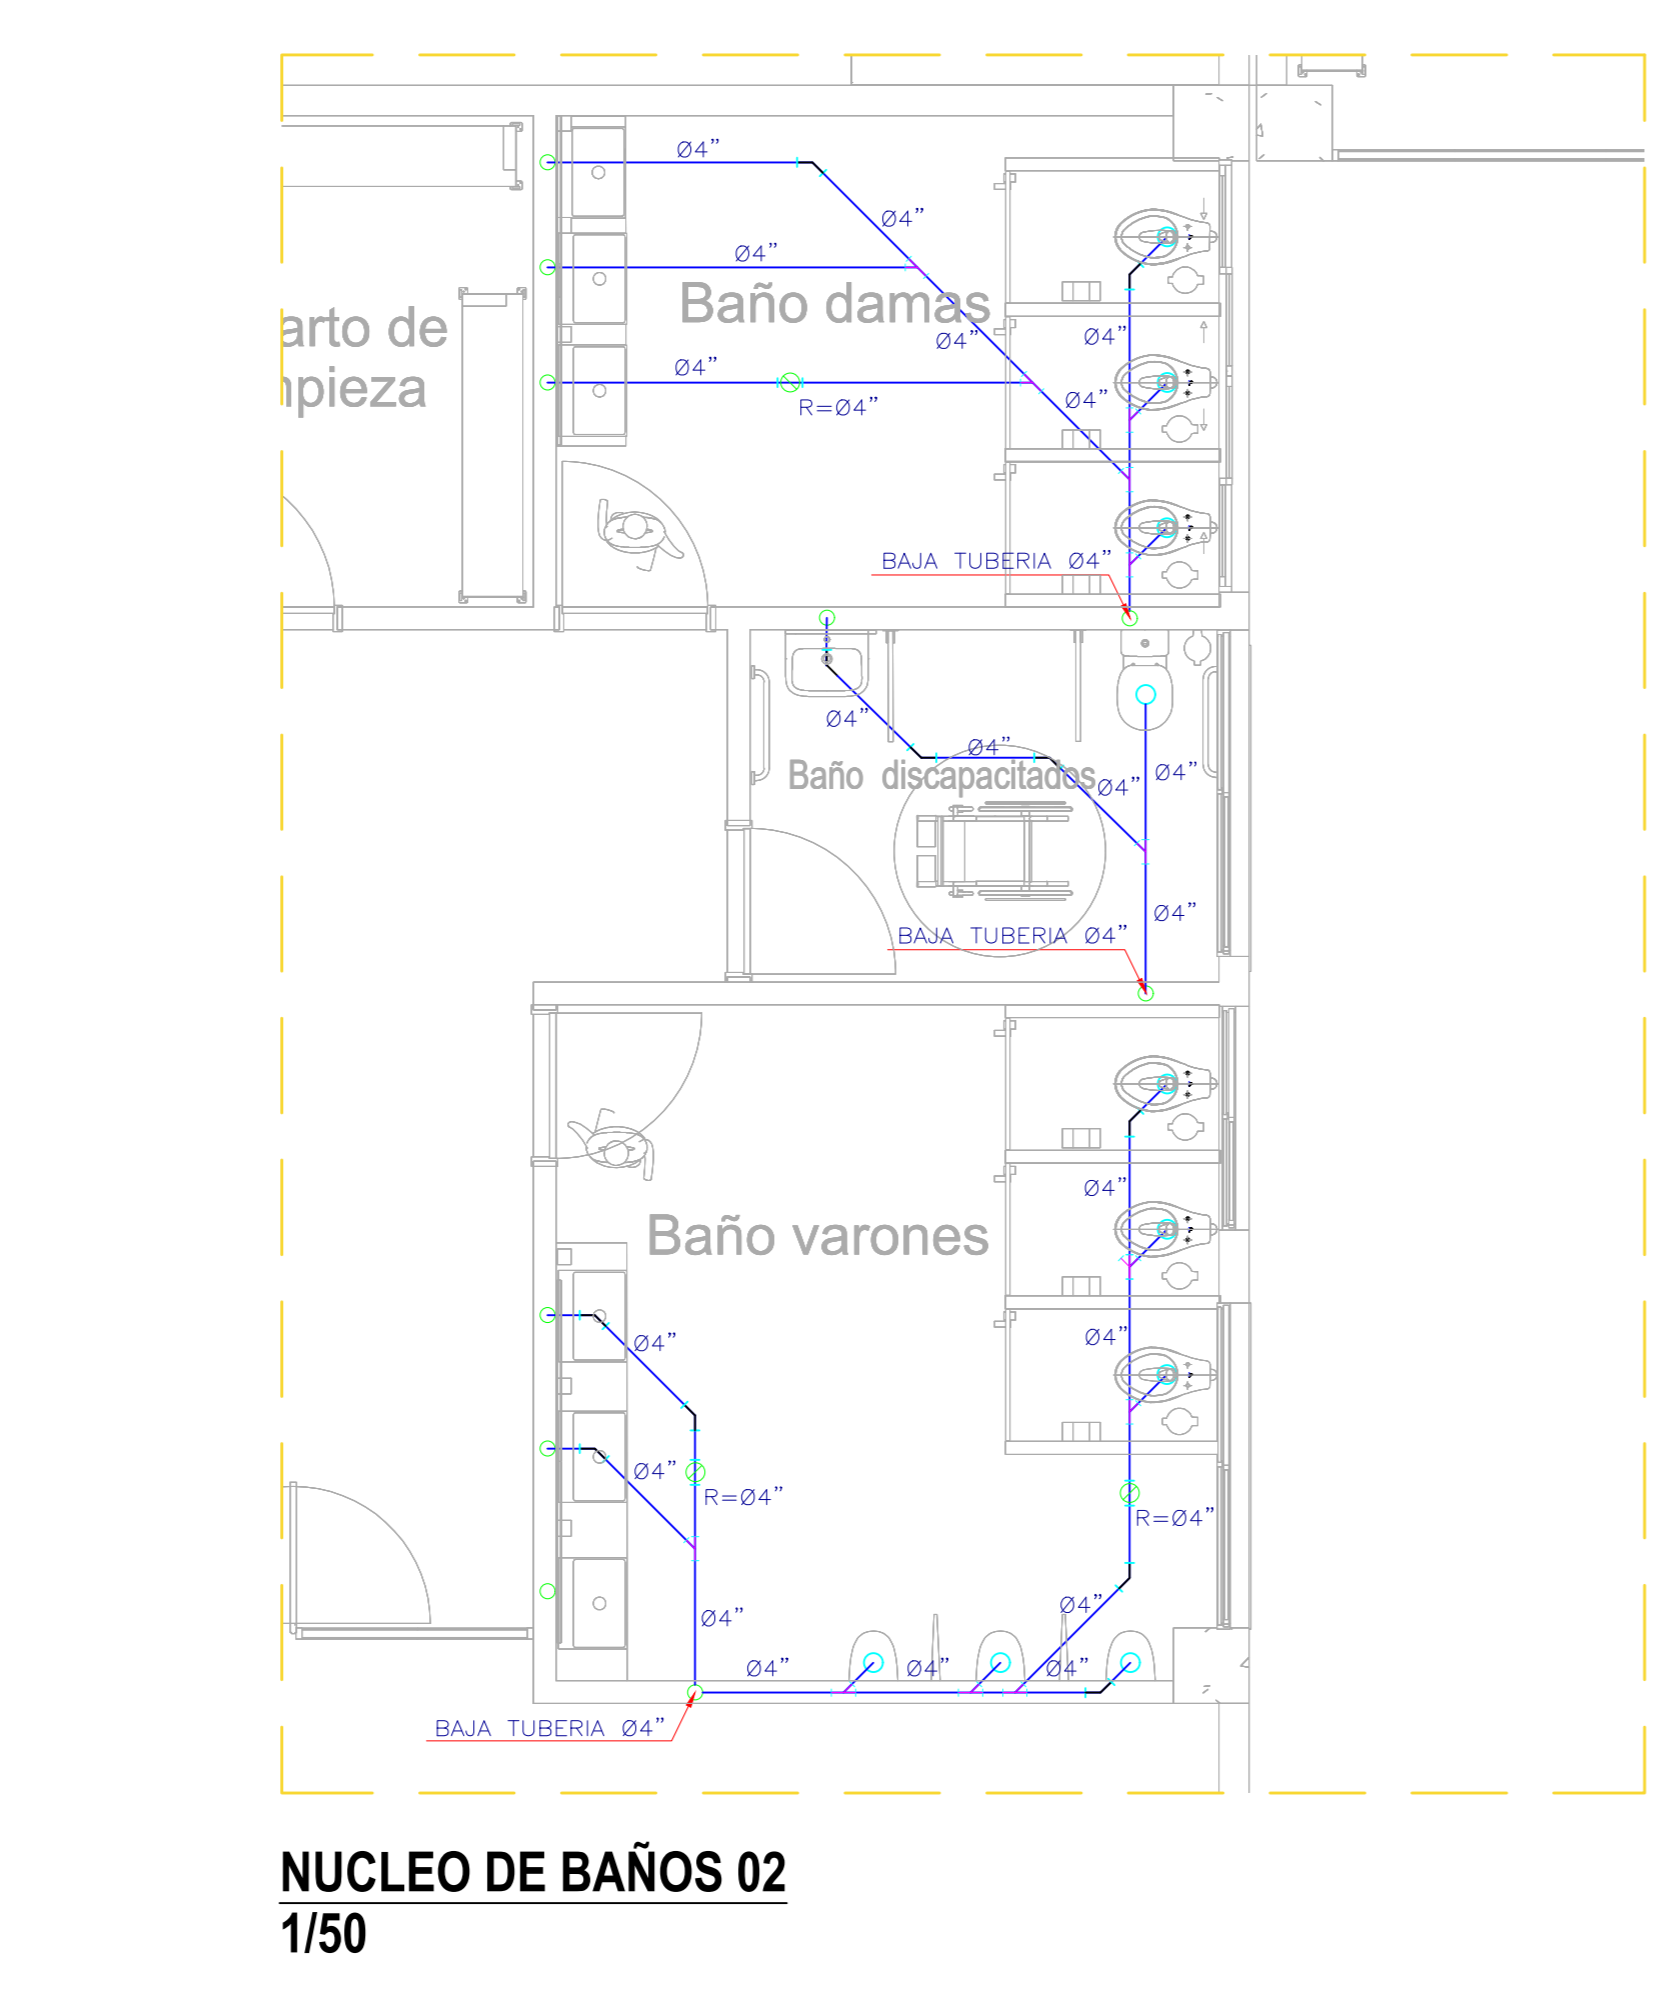 Ø4”
Ø4”
Ø4”
Baño damas
arto de
Ø4”
Ø4”
Ø4”
Ø4”
npieza
R=Ø4”
BAJA TUBERIA Ø4”
Ø4”
Ø4”
Baño discapacitados
Ø4”
Ø4”
Ø4”
BAJA TUBERIA Ø4”
Ø4”
Baño varones
Ø4”
Ø4”
Ø4”
R=Ø4”
R=Ø4”
Ø4”
Ø4”
Ø4”
Ø4”
Ø4”
BAJA TUBERIA Ø4”
NUCLEO DE BAÑOS 02
1/50